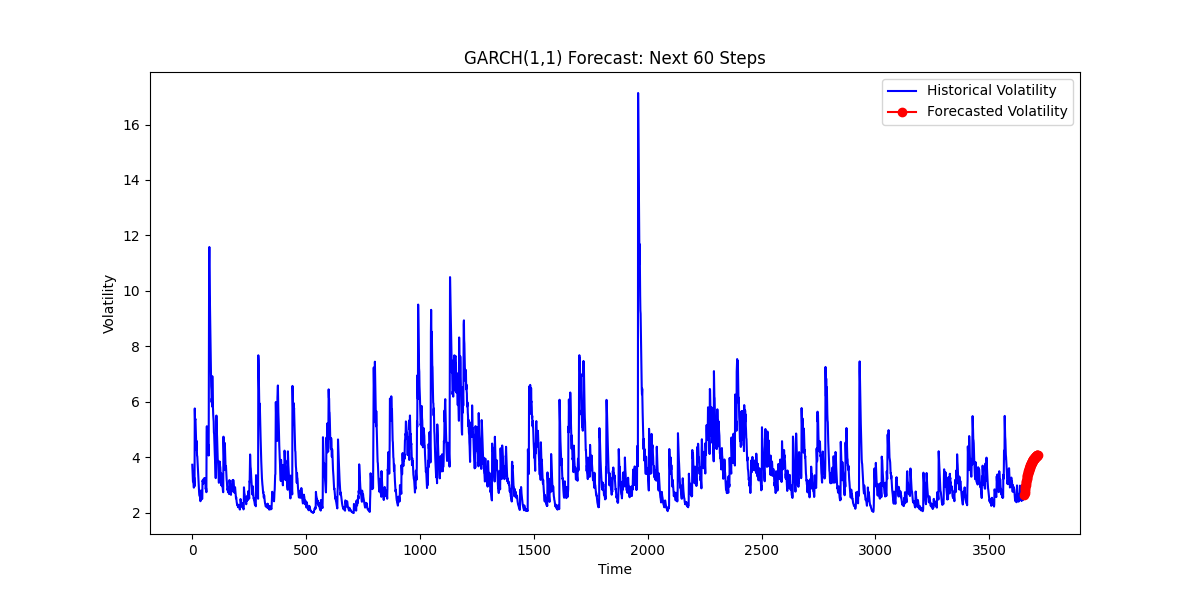 GARCH(1,1) Forecast: Next 60 Steps
Historical Volatility
Forecasted Volatility
Volatility
16
14
12
10
8
6
4
2
0 500 1000 1500 2000 2500 3000 3500
Time